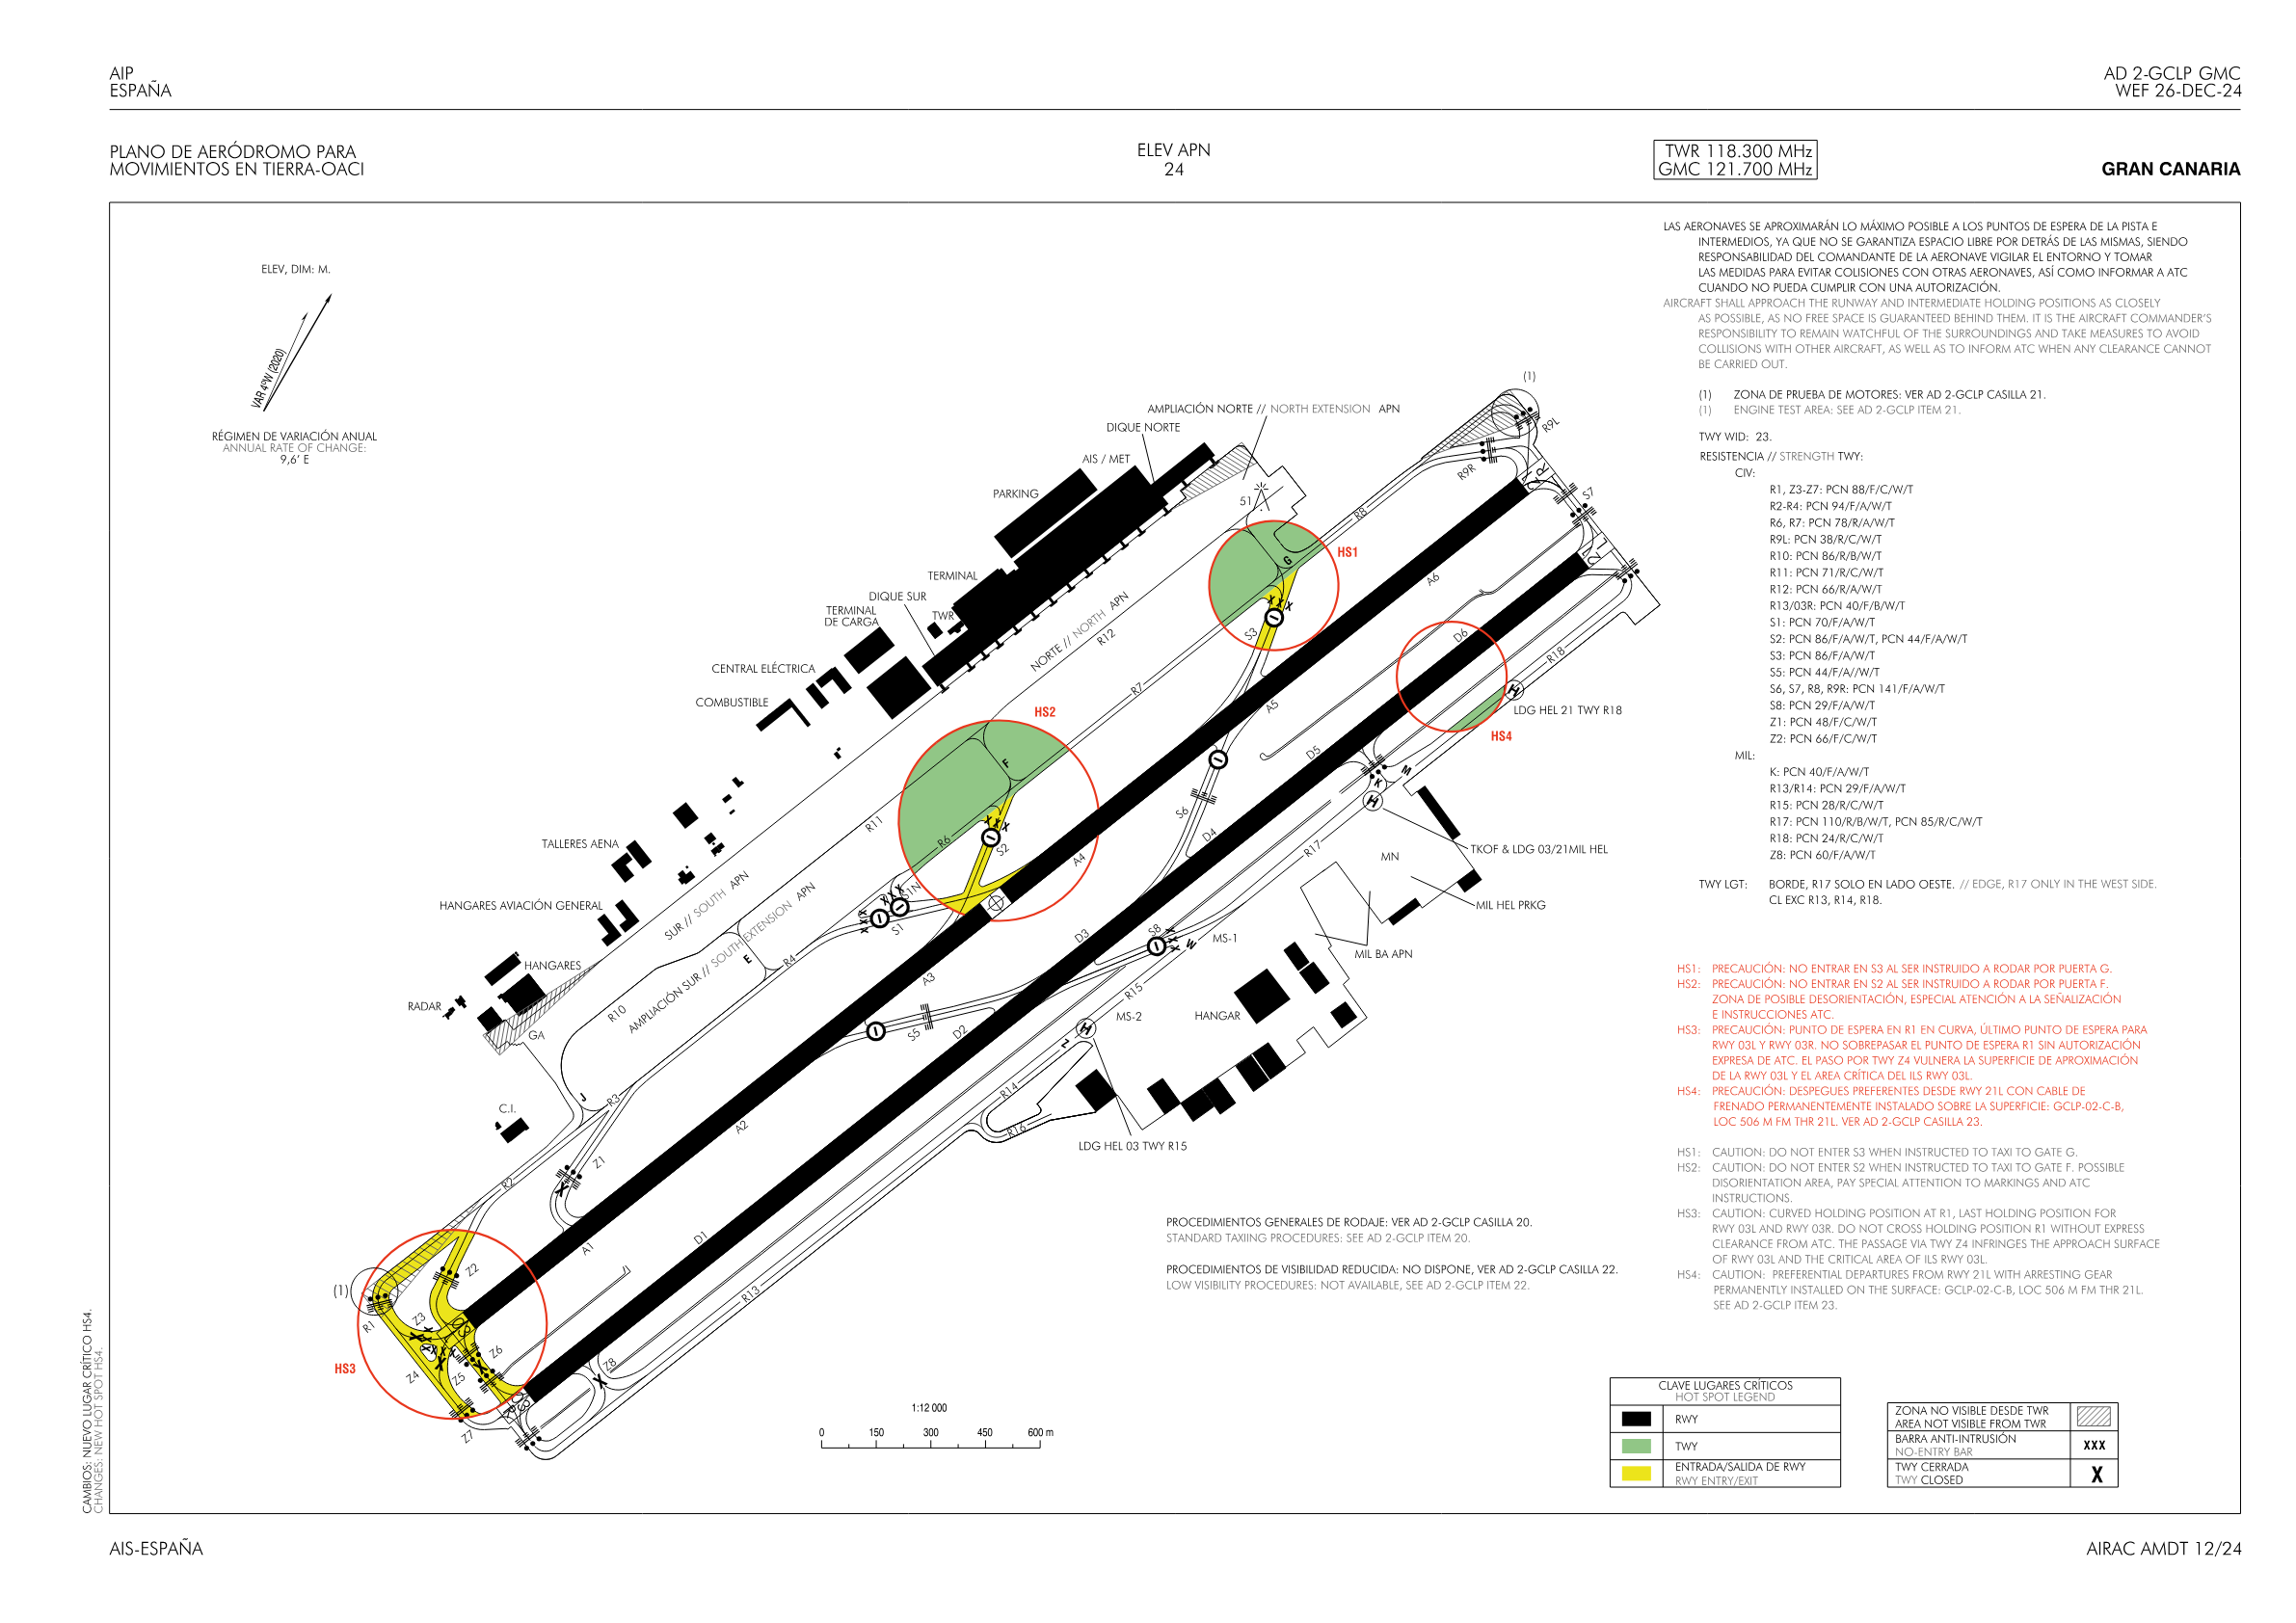 AIP
ESPAÑA
AD 2-GCLP GMC
WEF 26-DEC-24
PLANO DE AERÓDROMO PARA
MOVIMIENTOS EN TIERRA-OACI
ELEV APN
24
TWR 118.300 MHz
GMC 121.700 MHz
GRAN CANARIA
ELEV, DIM: M.
VAR 4°W (2020)
RÉGIMEN DE VARIACIÓN ANUAL
ANNUAL RATE OF CHANGE:
9,6' E
LAS AERONAVES SE APROXIMARÁN LO MÁXIMO POSIBLE A LOS PUNTOS DE ESPERA DE LA PISTA E
INTERMEDIOS, YA QUE NO SE GARANTIZA ESPACIO LIBRE POR DETRÁS DE LAS MISMAS, SIENDO
RESPONSABILIDAD DEL COMANDANTE DE LA AERONAVE VIGILAR EL ENTORNO Y TOMAR
LAS MEDIDAS PARA EVITAR COLISIONES CON OTRAS AERONAVES, ASÍ COMO INFORMAR A ATC
CUANDO NO PUEDA CUMPLIR CON UNA AUTORIZACIÓN.
AIRCRAFT SHALL APPROACH THE RUNWAY AND INTERMEDIATE HOLDING POSITIONS AS CLOSELY
AS POSSIBLE, AS NO FREE SPACE IS GUARANTEED BEHIND THEM. IT IS THE AIRCRAFT COMMANDER'S
RESPONSIBILITY TO REMAIN WATCHFUL OF THE SURROUNDINGS AND TAKE MEASURES TO AVOID
COLLISIONS WITH OTHER AIRCRAFT, AS WELL AS TO INFORM ATC WHEN ANY CLEARANCE CANNOT
BE CARRIED OUT.
(1) ZONA DE PRUEBA DE MOTORES: VER AD 2-GCLP CASILLA 21.
(1) ENGINE TEST AREA: SEE AD 2-GCLP ITEM 21.
TWY WID: 23.
RESISTENCIA // STRENGTH TWY:
CIV:
R1, Z3-Z7: PCN 88/F/C/W/T
R2-R4: PCN 94/F/A/W/T
R6, R7: PCN 78/R/A/W/T
R9L: PCN 38/R/C/W/T
R10: PCN 86/R/B/W/T
R11: PCN 71/R/C/W/T
R12: PCN 66/R/A/W/T
R13/03R: PCN 40/F/B/W/T
S1: PCN 70/F/A/W/T
S2: PCN 86/F/A/W/T, PCN 44/F/A/W/T
S3: PCN 86/F/A/W/T
S5: PCN 44/F/A//W/T
S6, S7, R8, R9R: PCN 141/F/A/W/T
S8: PCN 29/F/A/W/T
Z1: PCN 48/F/C/W/T
Z2: PCN 66/F/C/W/T
MIL:
K: PCN 40/F/A/W/T
R13/R14: PCN 29/F/A/W/T
R15: PCN 28/R/C/W/T
R17: PCN 110/R/B/W/T, PCN 85/R/C/W/T
R18: PCN 24/R/C/W/T
Z8: PCN 60/F/A/W/T
TWY LGT: BORDE, R17 SOLO EN LADO OESTE. // EDGE, R17 ONLY IN THE WEST SIDE.
CL EXC R13, R14, R18.
HS1: PRECAUCIÓN: NO ENTRAR EN S3 AL SER INSTRUIDO A RODAR POR PUERTA G.
HS2: PRECAUCIÓN: NO ENTRAR EN S2 AL SER INSTRUIDO A RODAR POR PUERTA F.
ZONA DE POSIBLE DESORIENTACIÓN, ESPECIAL ATENCIÓN A LA SEÑALIZACIÓN
E INSTRUCCIONES ATC.
HS3: PRECAUCIÓN: PUNTO DE ESPERA EN R1 EN CURVA, ÚLTIMO PUNTO DE ESPERA PARA
RWY 03L Y RWY 03R. NO SOBREPASAR EL PUNTO DE ESPERA R1 SIN AUTORIZACIÓN
EXPRESA DE ATC. EL PASO POR TWY Z4 VULNERA LA SUPERFICIE DE APROXIMACIÓN
DE LA RWY 03L Y EL AREA CRÍTICA DEL ILS RWY 03L.
HS4: PRECAUCIÓN: DESPEGUES PREFERENTES DESDE RWY 21L CON CABLE DE
FRENADO PERMANENTEMENTE INSTALADO SOBRE LA SUPERFICIE: GCLP-02-C-B,
LOC 506 M FM THR 21L. VER AD 2-GCLP CASILLA 23.
HS1: CAUTION: DO NOT ENTER S3 WHEN INSTRUCTED TO TAXI TO GATE G.
HS2: CAUTION: DO NOT ENTER S2 WHEN INSTRUCTED TO TAXI TO GATE F. POSSIBLE
DISORIENTATION AREA, PAY SPECIAL ATTENTION TO MARKINGS AND ATC
INSTRUCTIONS.
HS3: CAUTION: CURVED HOLDING POSITION AT R1, LAST HOLDING POSITION FOR
RWY 03L AND RWY 03R. DO NOT CROSS HOLDING POSITION R1 WITHOUT EXPRESS
CLEARANCE FROM ATC. THE PASSAGE VIA TWY Z4 INFRINGES THE APPROACH SURFACE
OF RWY 03L AND THE CRITICAL AREA OF ILS RWY 03L.
HS4: CAUTION: PREFERENTIAL DEPARTURES FROM RWY 21L WITH ARRESTING GEAR
PERMANENTLY INSTALLED ON THE SURFACE: GCLP-02-C-B, LOC 506 M FM THR 21L.
SEE AD 2-GCLP ITEM 23.
(1)
AMPLIACIÓN NORTE // NORTH EXTENSION APN
DIQUE NORTE
AIS / MET
PARKING
TERMINAL
DIQUE SUR
TERMINAL
DE CARGA
TWR
CENTRAL ELÉCTRICA
COMBUSTIBLE
TALLERES AENA
HANGARES AVIACIÓN GENERAL
HANGARES
RADAR
GA
C.I.
51
NORTE // NORTH APN
R12
SUR // SOUTH APN
AMPLIACIÓN SUR // SOUTH EXTENSION APN
R10
R11
R9L
R9R
R8
R7
R6
R4
R3
R2
R1
G
F
E
J
HS1
HS2
HS3
HS4
S1
S1N
S2
S3
S5
S6
S7
S8
A1
A2
A3
A4
A5
A6
D1
D2
D3
D4
D5
D6
R13
R14
R15
R16
R17
R18
Z
W
K
M
H
H
H
MS-1
MS-2
MN
LDG HEL 21 TWY R18
TKOF & LDG 03/21MIL HEL
MIL HEL PRKG
MIL BA APN
HANGAR
LDG HEL 03 TWY R15
Z1
Z2
Z3
Z4
Z5
Z6
Z7
Z8
(1)
PROCEDIMIENTOS GENERALES DE RODAJE: VER AD 2-GCLP CASILLA 20.
STANDARD TAXIING PROCEDURES: SEE AD 2-GCLP ITEM 20.
PROCEDIMIENTOS DE VISIBILIDAD REDUCIDA: NO DISPONE, VER AD 2-GCLP CASILLA 22.
LOW VISIBILITY PROCEDURES: NOT AVAILABLE, SEE AD 2-GCLP ITEM 22.
1:12 000
0 150 300 450 600 m
CLAVE LUGARES CRÍTICOS
HOT SPOT LEGEND
RWY
TWY
ENTRADA/SALIDA DE RWY
RWY ENTRY/EXIT
ZONA NO VISIBLE DESDE TWR
AREA NOT VISIBLE FROM TWR
BARRA ANTI-INTRUSIÓN
NO-ENTRY BAR
XXX
TWY CERRADA
TWY CLOSED
X
CAMBIOS: NUEVO LUGAR CRÍTICO HS4.
CHANGES: NEW HOT SPOT HS4.
AIS-ESPAÑA
AIRAC AMDT 12/24